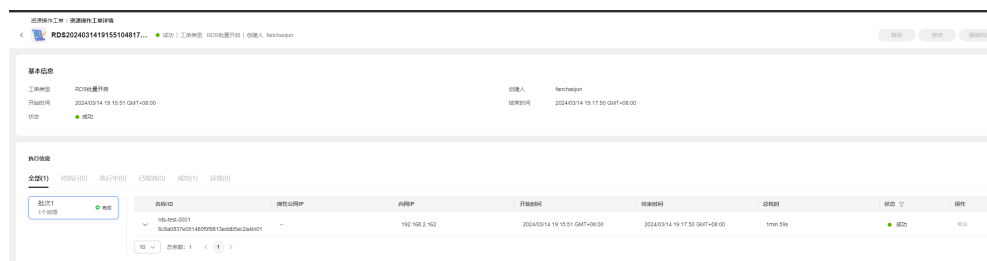 资源操作工单 / 资源操作工单详情
RDS2024031419155104817... 成功 | 工单类型 RDS批量开启 | 创建人 fanchaojun
基本信息
工单类型 RDS批量开启 创建人 fanchaojun
开始时间 2024/03/14 19:15:51 GMT+08:00 结束时间 2024/03/14 19:17:50 GMT+08:00
状态 成功
执行信息
全部(1) 待执行(0) 执行中(0) 已取消(0) 成功(1) 异常(0)
批次1 完成
1个资源
名称/ID 弹性公网IP 内网IP 开始时间 结束时间 总耗时 状态 操作
rds-test-0001
-- 192.168.2.162 2024/03/14 19:15:51 GMT+08:00 2024/03/14 19:17:50 GMT+08:00 1min 59s 成功
10 总条数: 1 < 1 >